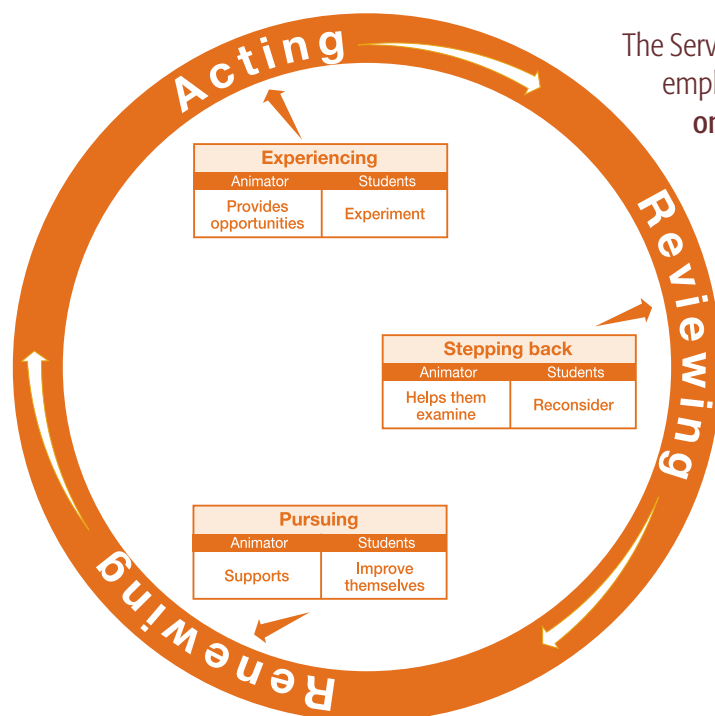 The Serv
empl
or
Acting
Experiencing
Animator Students
Provides opportunities Experiment
Reviewing
Stepping back
Animator Students
Helps them examine Reconsider
Pursuing
Animator Students
Supports Improve themselves
Renewing